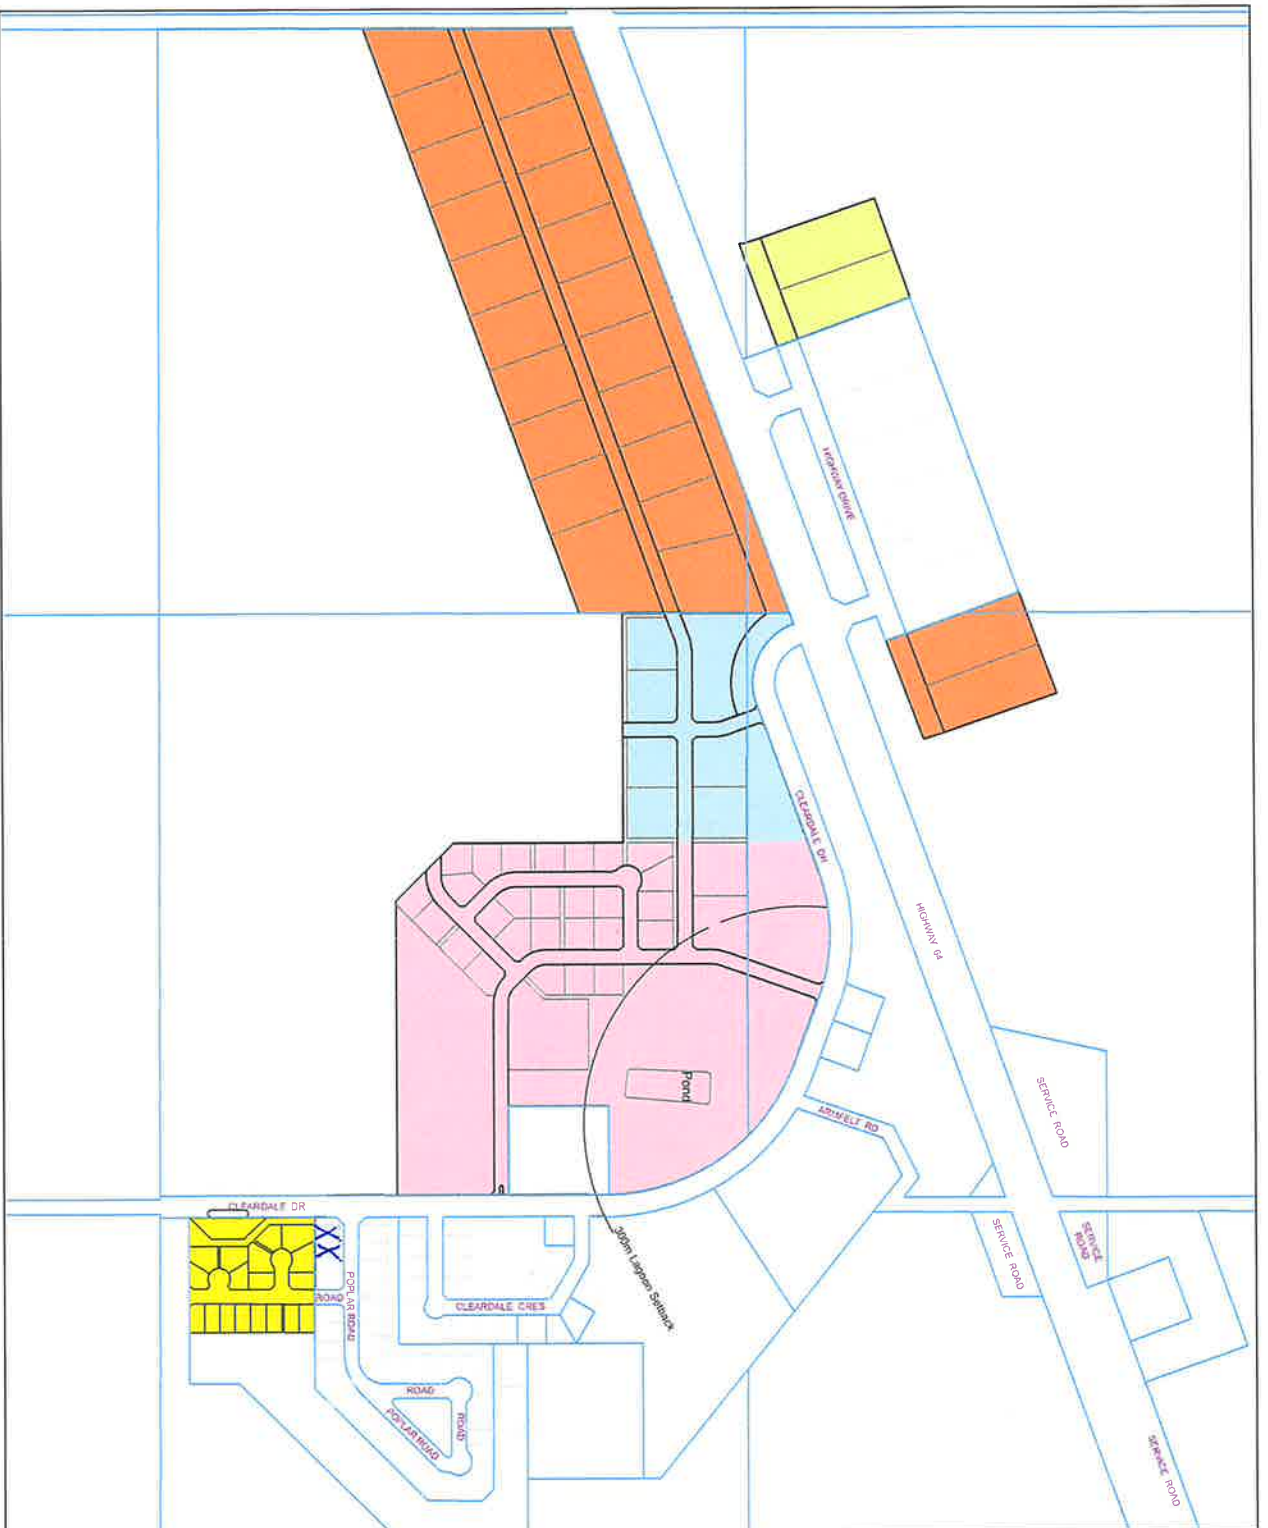 HIGHWAY DRIVE
CLEARDALE DR
HIGHWAY 64
SERVICE ROAD
Pond
ARMFELT RD
CLEARDALE DR
SERVICE
ROAD
SERVICE ROAD
300m Lagoon Setback
POPLAR ROAD
ROAD
CLEARDALE CRES
ROAD
POPLAR ROAD
ROAD
SERVICE ROAD
XX